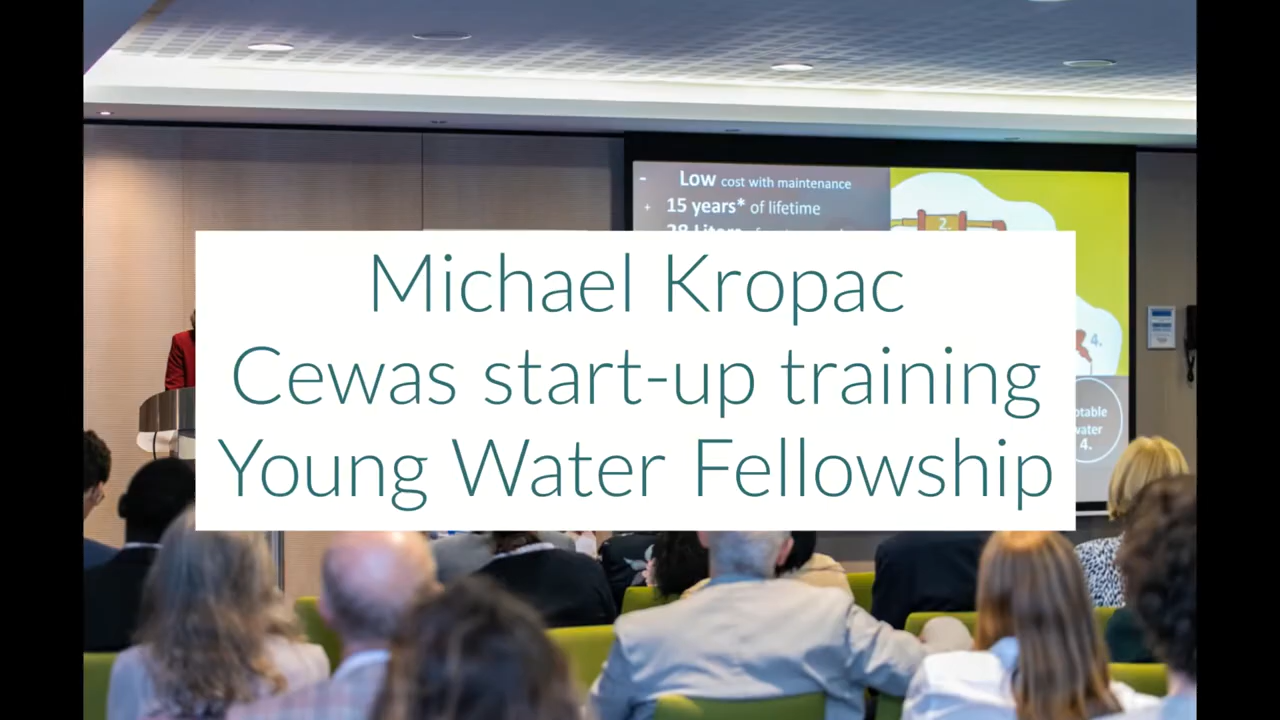 - Low cost with maintenance
+ 15 years* of lifetime
2.
Michael Kropac
Cewas start-up training
Young Water Fellowship
4.
4.